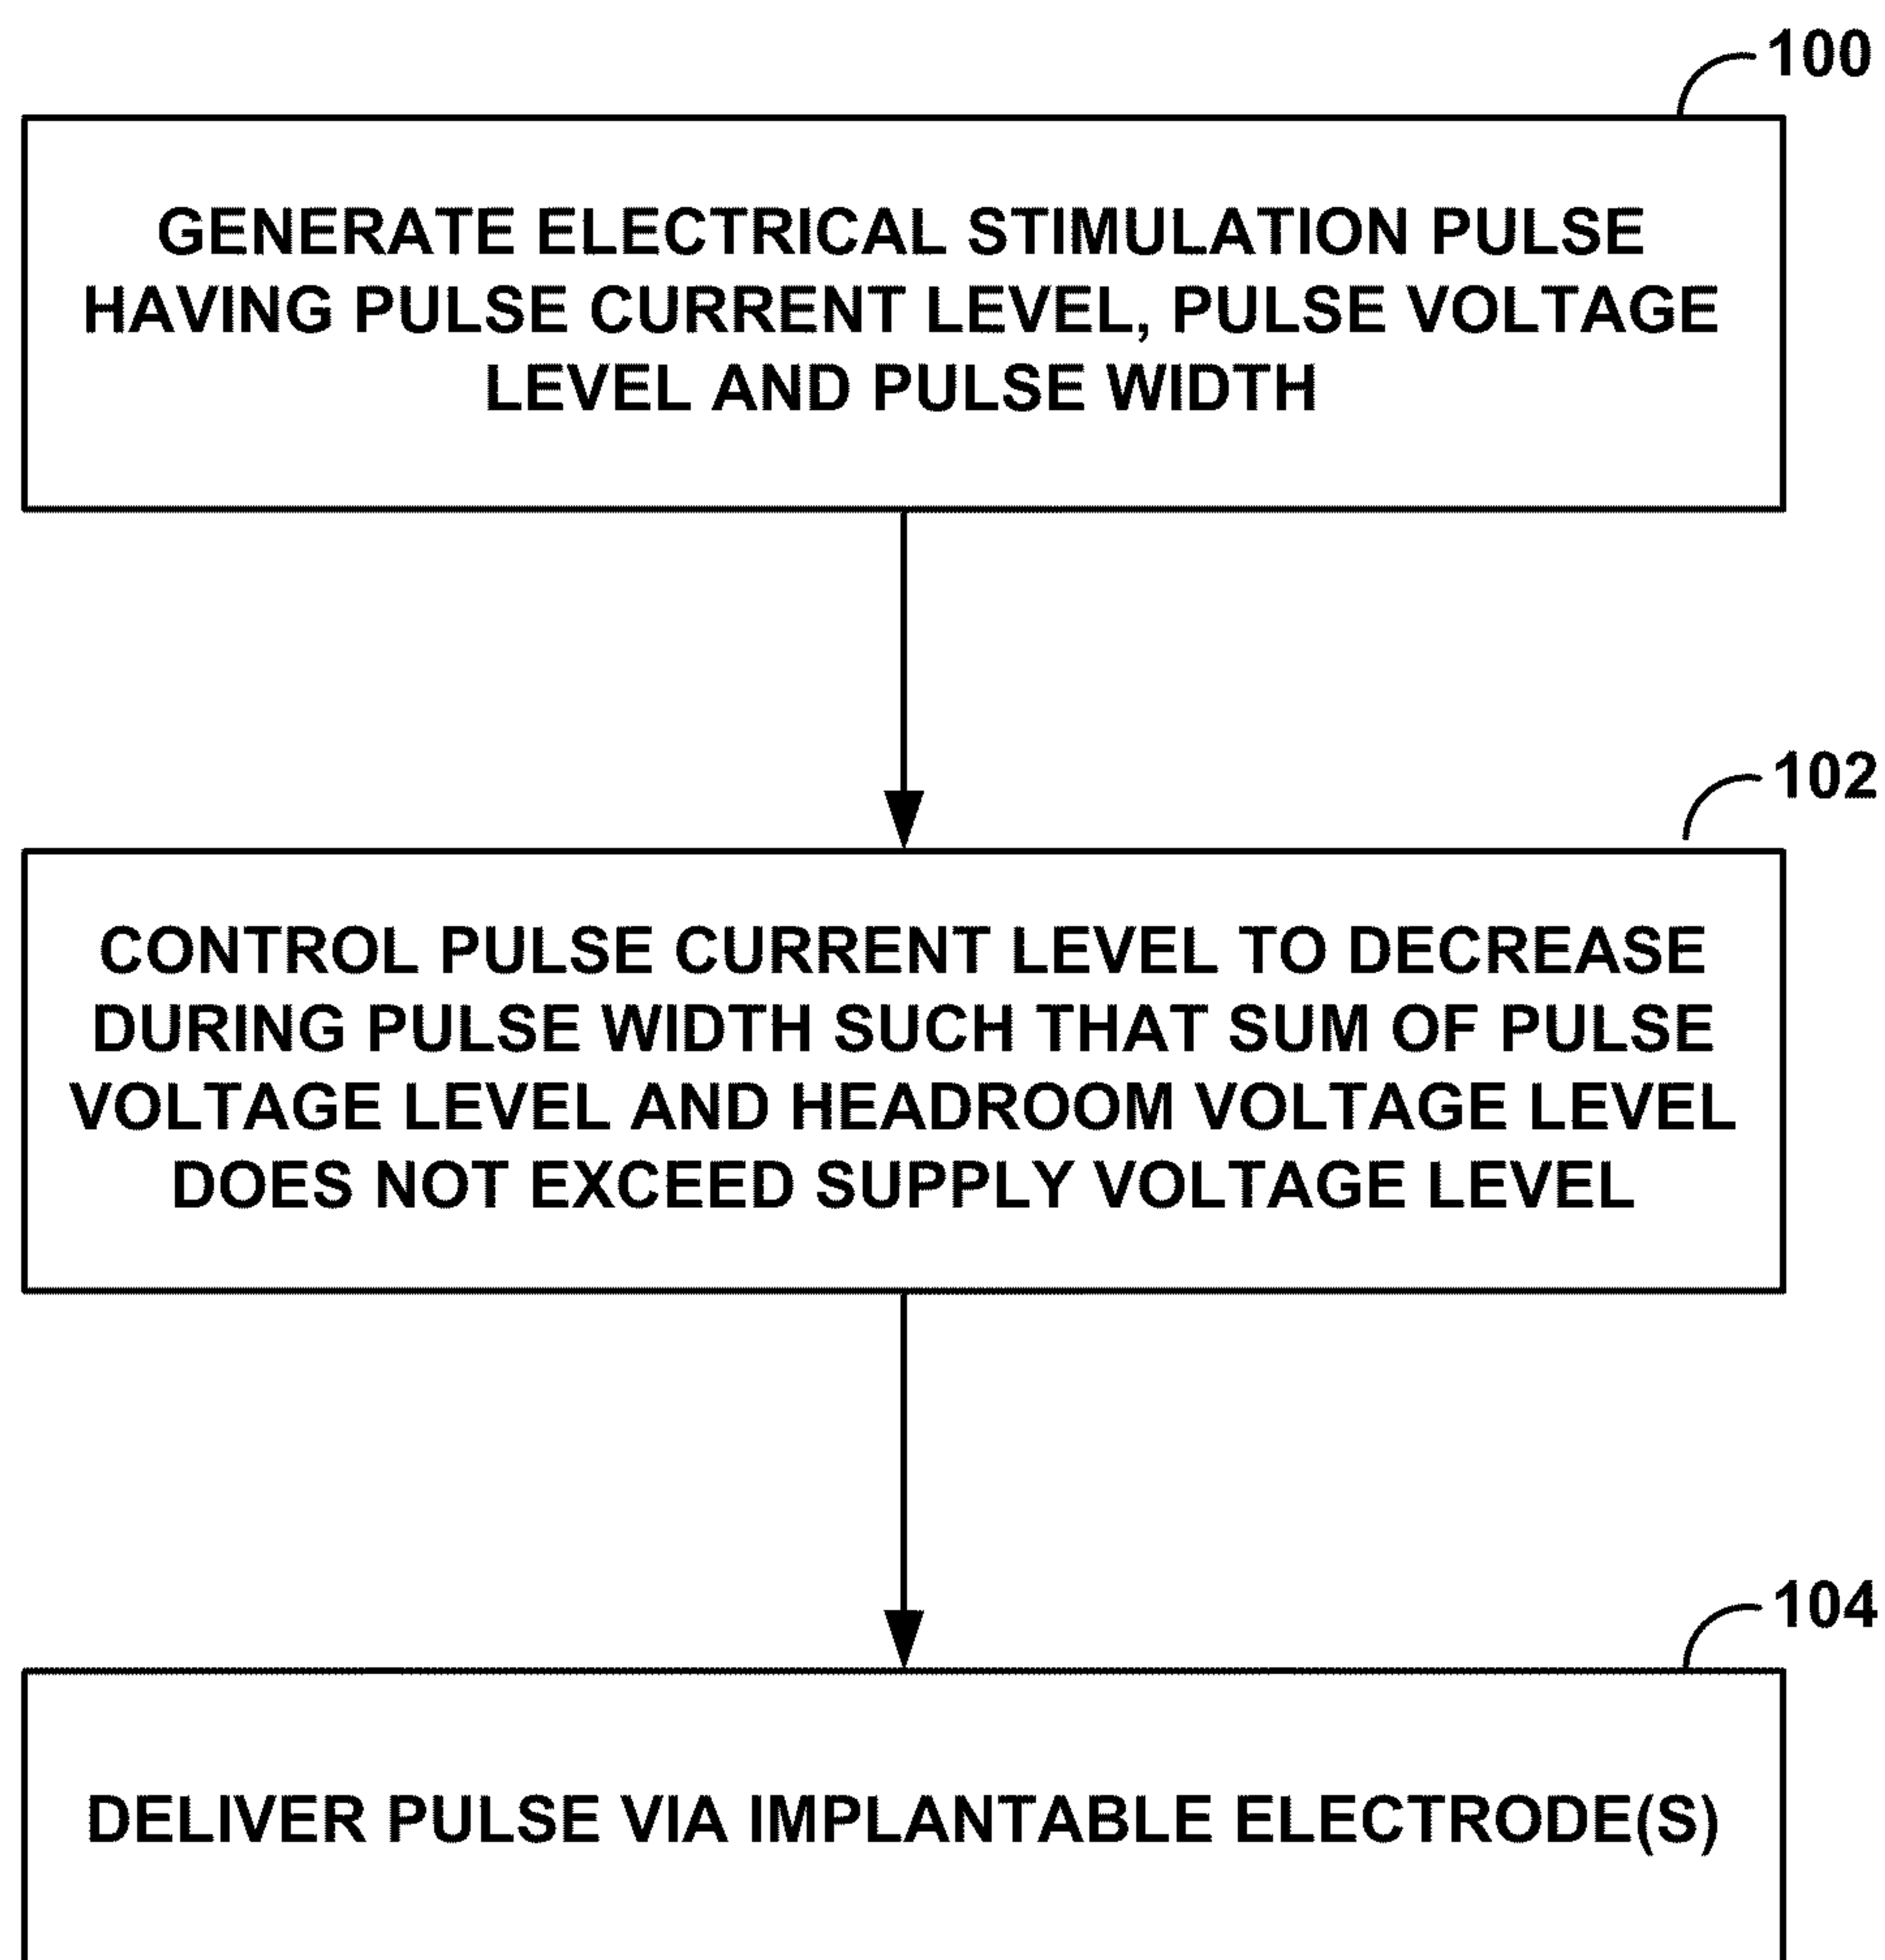 100
GENERATE ELECTRICAL STIMULATION PULSE
HAVING PULSE CURRENT LEVEL, PULSE VOLTAGE
LEVEL AND PULSE WIDTH
102
CONTROL PULSE CURRENT LEVEL TO DECREASE
DURING PULSE WIDTH SUCH THAT SUM OF PULSE
VOLTAGE LEVEL AND HEADROOM VOLTAGE LEVEL
DOES NOT EXCEED SUPPLY VOLTAGE LEVEL
104
DELIVER PULSE VIA IMPLANTABLE ELECTRODE(S)